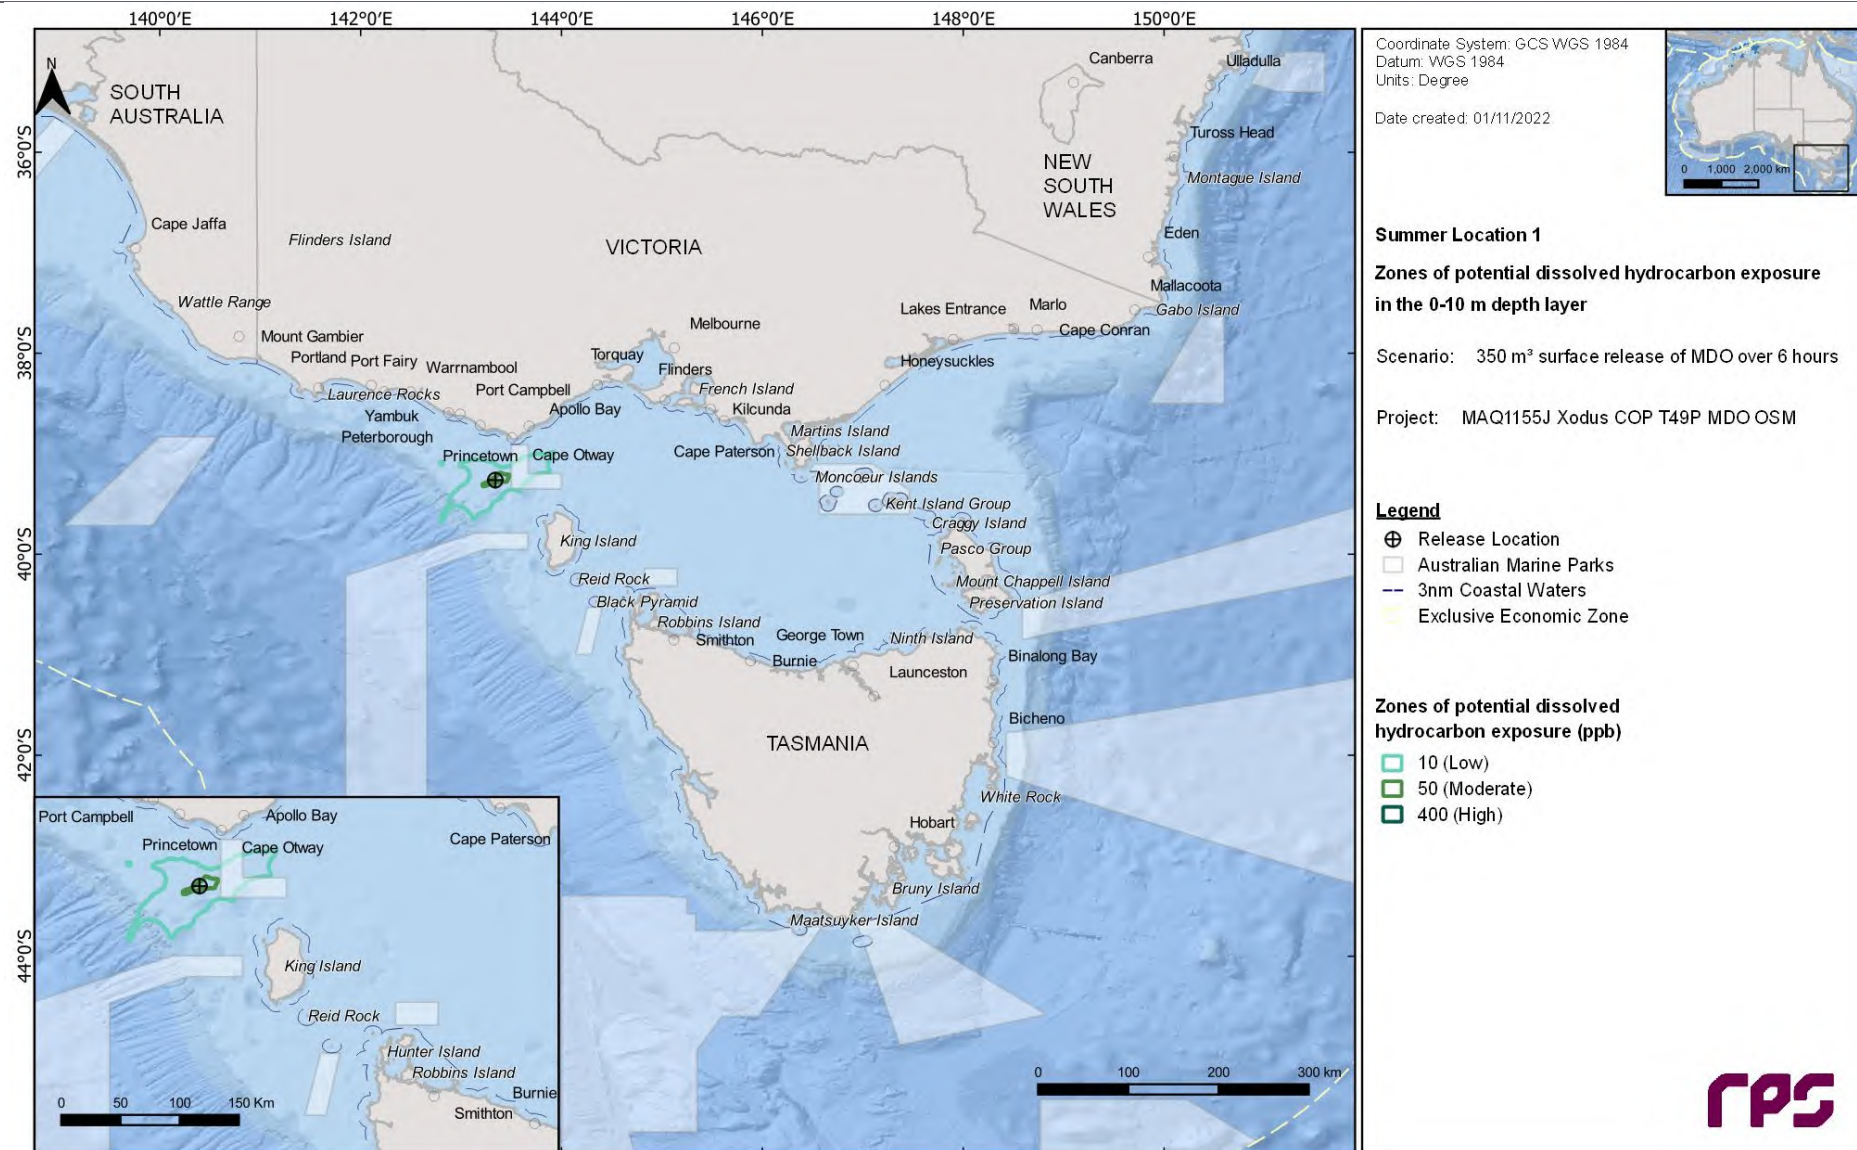 140°0'E 142°0'E 144°0'E 146°0'E 148°0'E 150°0'E
36°0'S
38°0'S
40°0'S
42°0'S
44°0'S
N
SOUTH
AUSTRALIA
Canberra
Ulladulla
Tuross Head
NEW
SOUTH
WALES
Montague Island
Cape Jaffa
Flinders Island
VICTORIA
Eden
Wattle Range
Mallacoota
Lakes Entrance
Marlo
Gabo Island
Melbourne
Cape Conran
Mount Gambier
Portland
Port Fairy
Warrnambool
Torquay
Flinders
Honeysuckles
Laurence Rocks
Port Campbell
French Island
Yambuk
Apollo Bay
Kilcunda
Peterborough
Martins Island
Princetown
Cape Otway
Cape Paterson
Shellback Island
Moncoeur Islands
Kent Island Group
Craggy Island
King Island
Pasco Group
Reid Rock
Mount Chappell Island
Black Pyramid
Preservation Island
Robbins Island
Smithton
George Town
Ninth Island
Burnie
Binalong Bay
Launceston
Bicheno
TASMANIA
White Rock
Hobart
Bruny Island
Maatsuyker Island
0 100 200 300 km
Port Campbell
Apollo Bay
Cape Paterson
Princetown
Cape Otway
King Island
Reid Rock
Hunter Island
Robbins Island
Burnie
Smithton
0 50 100 150 Km
Coordinate System: GCS WGS 1984
Datum: WGS 1984
Units: Degree
Date created: 01/11/2022
0 1,000 2,000 km
Summer Location 1
Zones of potential dissolved hydrocarbon exposure
in the 0-10 m depth layer
Scenario: 350 m³ surface release of MDO over 6 hours
Project: MAQ1155J Xodus COP T49P MDO OSM
Legend
Release Location
Australian Marine Parks
3nm Coastal Waters
Exclusive Economic Zone
Zones of potential dissolved
hydrocarbon exposure (ppb)
10 (Low)
50 (Moderate)
400 (High)
rps